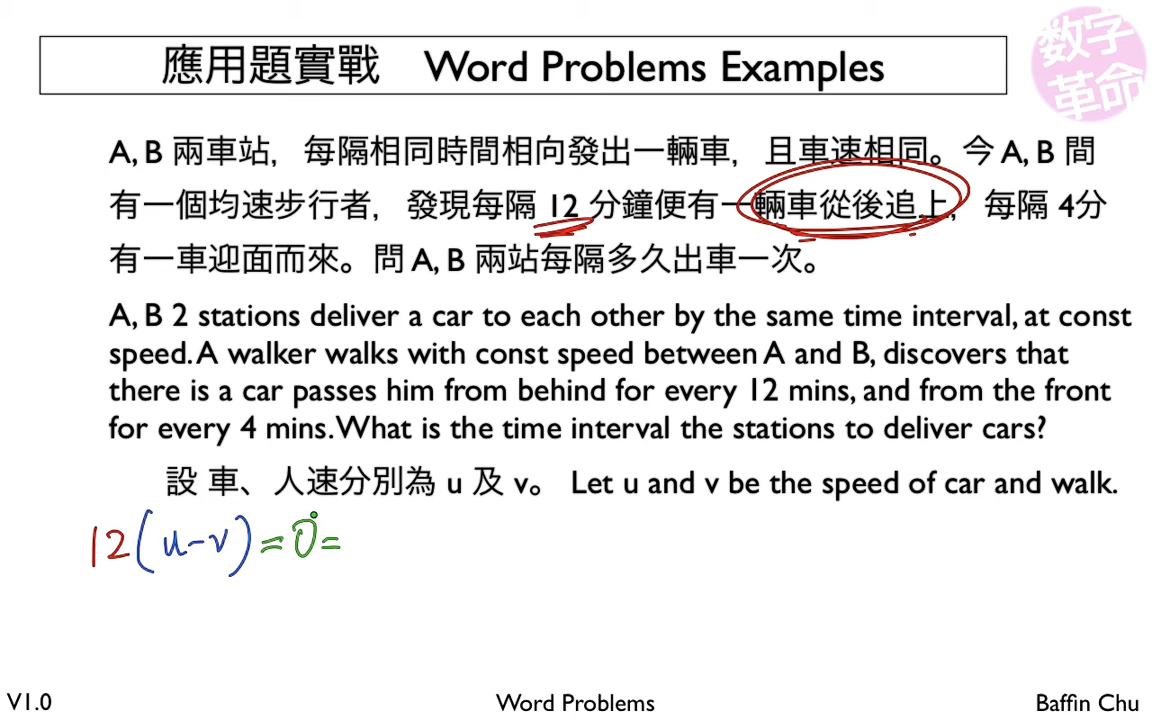 数字
革命
應用題實戰 Word Problems Examples
A, B 兩車站，每隔相同時間相向發出一輛車，且車速相同。今 A, B 間
有一個均速步行者，發現每隔 12 分鐘便有一輛車從後追上，每隔 4分
有一車迎面而來。問 A, B 兩站每隔多久出車一次。
A, B 2 stations deliver a car to each other by the same time interval, at const
speed. A walker walks with const speed between A and B, discovers that
there is a car passes him from behind for every 12 mins, and from the front
for every 4 mins. What is the time interval the stations to deliver cars?
設 車、人速分別為 u 及 v。 Let u and v be the speed of car and walk.
12(u-v)=
V1.0 Word Problems Baffin Chu